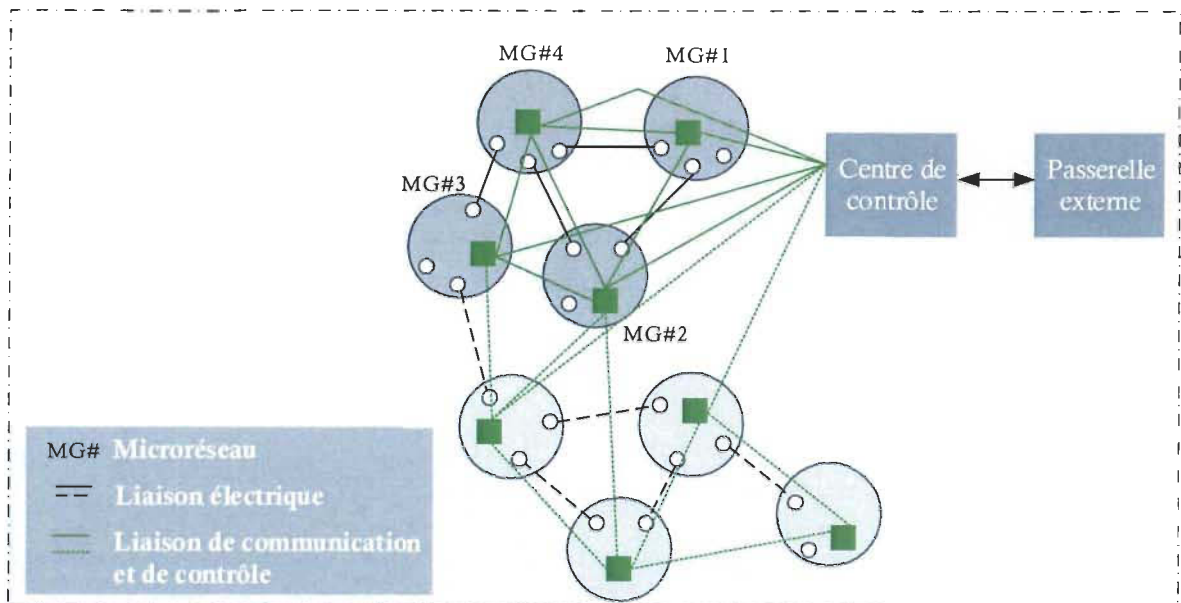 MG#4
MG#1
MG#3
Centre de
contrôle
Passerelle
externe
MG#2
MG# Microréseau
Liaison électrique
Liaison de communication
et de contrôle